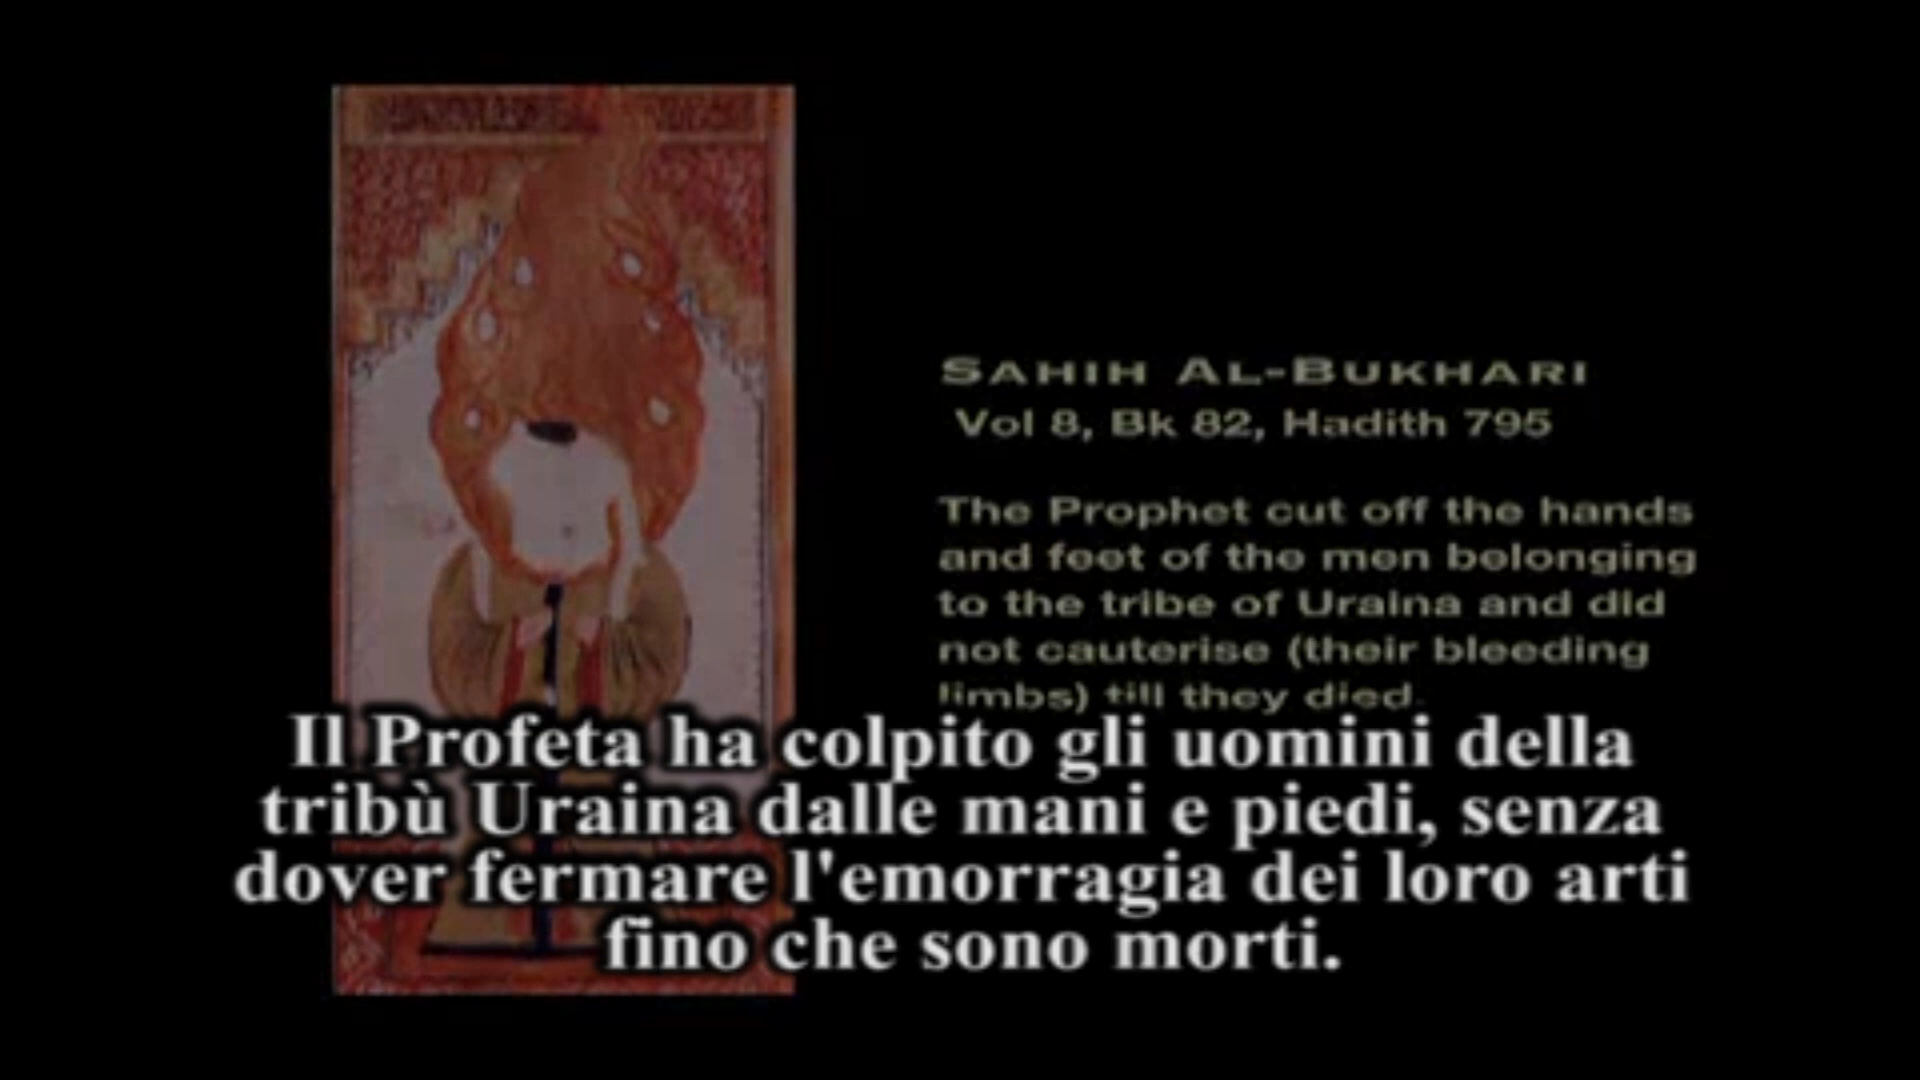 SAHIH AL-BUKHARI
Vol 8, Bk 82, Hadith 795
The Prophet cut off the hands
and feet of the men belonging
to the tribe of Uraina and did
not cauterise (their bleeding
limbs) till they died.
Il Profeta ha colpito gli uomini della
tribù Uraina dalle mani e piedi, senza
dover fermare l'emorragia dei loro arti
fino che sono morti.